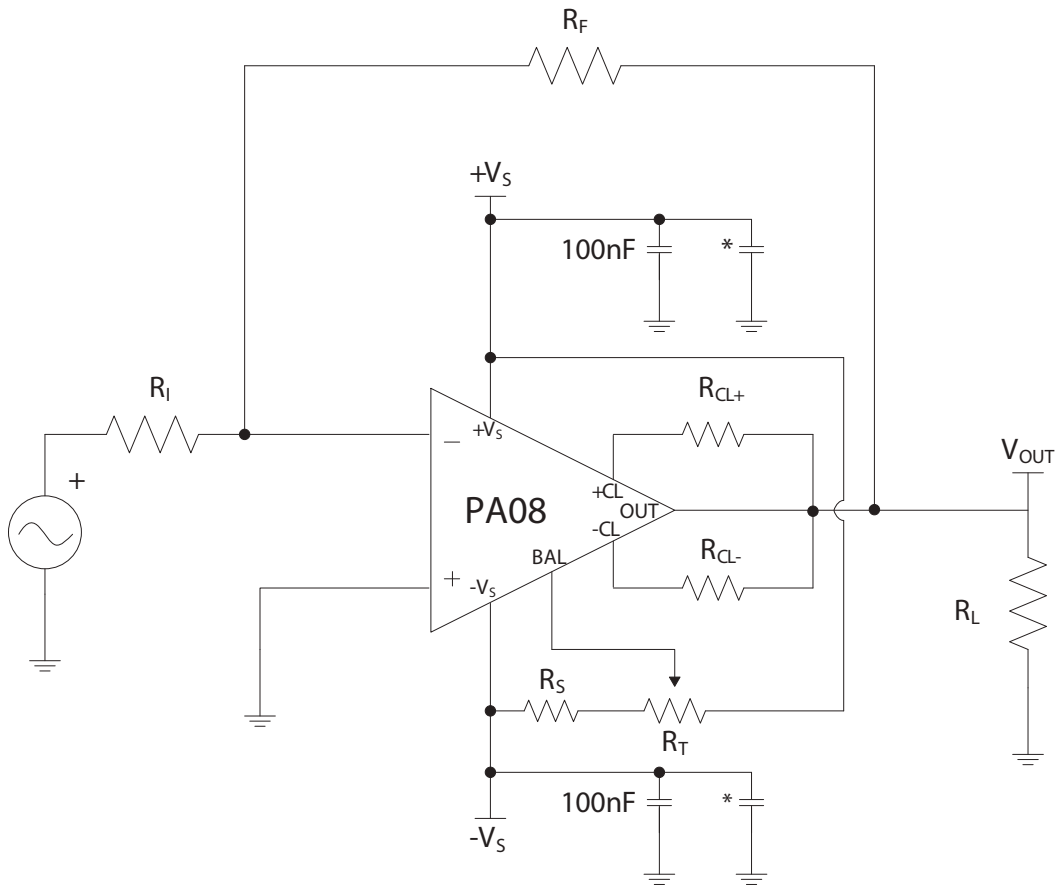 R_F
+V_S
100nF
*
R_I
R_CL+
+
−
+V_S
+CL
V_OUT
PA08
OUT
-CL
BAL
R_CL-
+
-V_S
R_L
R_S
R_T
100nF
*
-V_S